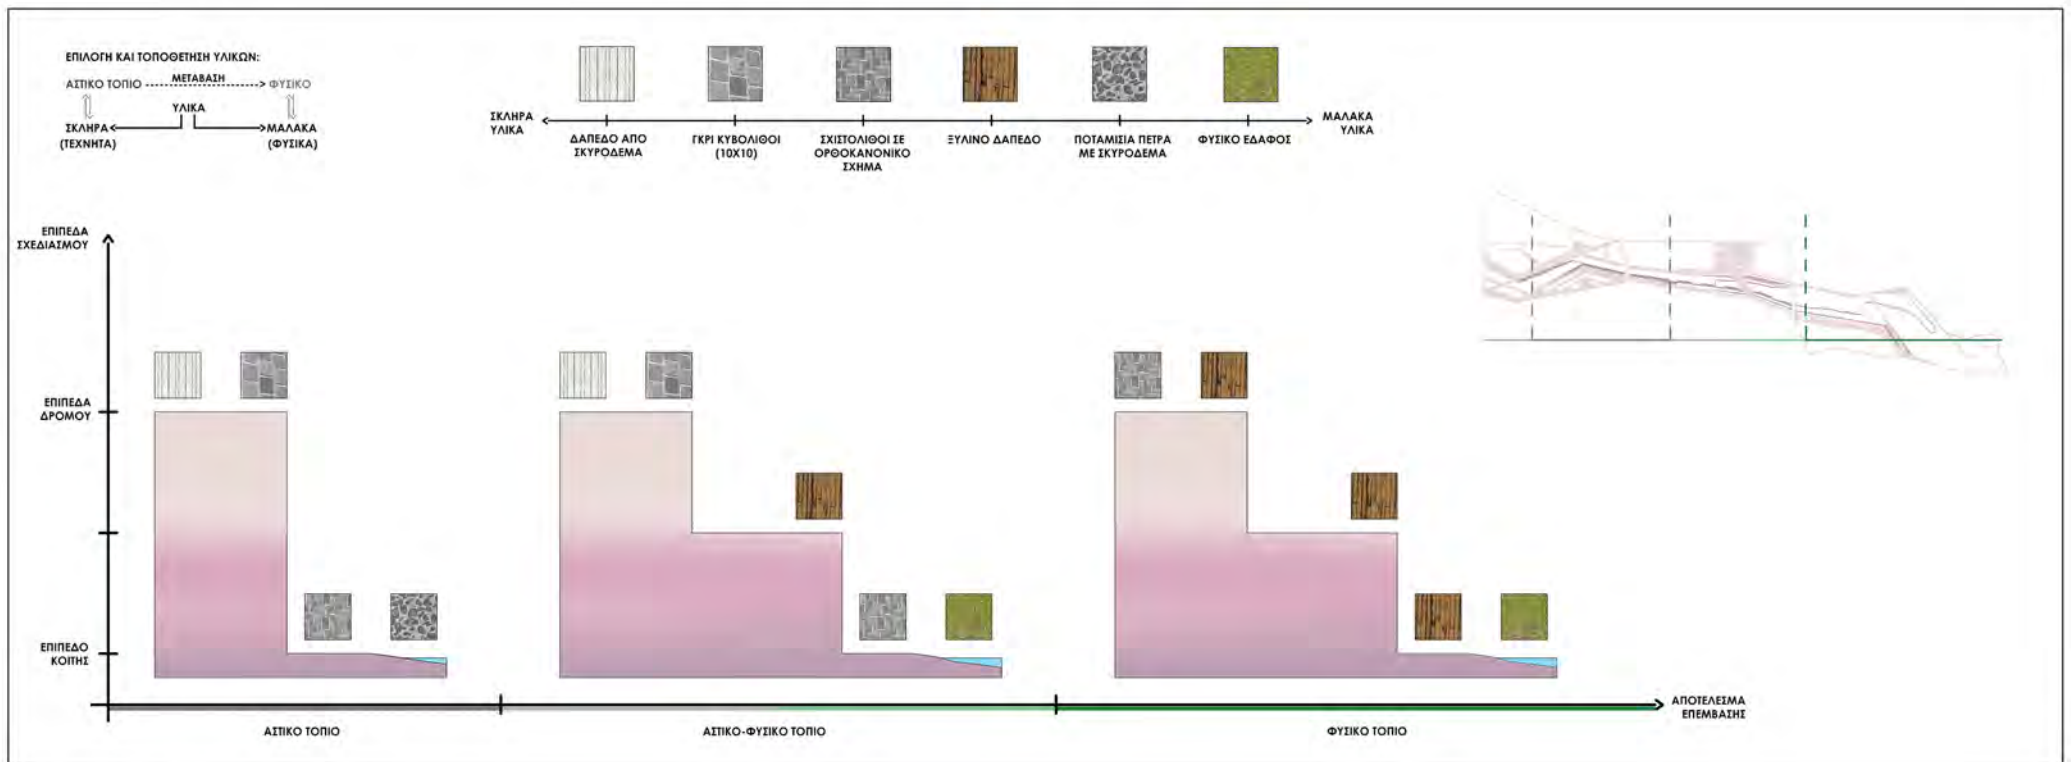 ΕΠΙΛΟΓΗ ΚΑΙ ΤΟΠΟΘΕΤΗΣΗ ΥΛΙΚΩΝ:
ΑΣΤΙΚΟ ΤΟΠΙΟ
ΜΕΤΑΒΑΣΗ
ΦΥΣΙΚΟ
ΥΛΙΚΑ
ΣΚΛΗΡΑ
(ΤΕΧΝΗΤΑ)
ΜΑΛΑΚΑ
(ΦΥΣΙΚΑ)
ΣΚΛΗΡΑ
ΥΛΙΚΑ
ΔΑΠΕΔΟ ΑΠΟ
ΣΚΥΡΟΔΕΜΑ
ΓΚΡΙ ΚΥΒΟΛΙΘΟΙ
(10Χ10)
ΣΧΙΣΤΟΛΙΘΟΙ ΣΕ
ΟΡΘΟΚΑΝΟΝΙΚΟ
ΣΧΗΜΑ
ΞΥΛΙΝΟ ΔΑΠΕΔΟ
ΠΟΤΑΜΙΣΙΑ ΠΕΤΡΑ
ΜΕ ΣΚΥΡΟΔΕΜΑ
ΦΥΣΙΚΟ ΕΔΑΦΟΣ
ΜΑΛΑΚΑ
ΥΛΙΚΑ
ΕΠΙΠΕΔΑ
ΣΧΕΔΙΑΣΜΟΥ
ΕΠΙΠΕΔΑ
ΔΡΟΜΟΥ
ΕΠΙΠΕΔΟ
ΚΟΙΤΗΣ
ΑΠΟΤΕΛΕΣΜΑ
ΕΠΕΜΒΑΣΗΣ
ΑΣΤΙΚΟ ΤΟΠΙΟ
ΑΣΤΙΚΟ-ΦΥΣΙΚΟ ΤΟΠΙΟ
ΦΥΣΙΚΟ ΤΟΠΙΟ